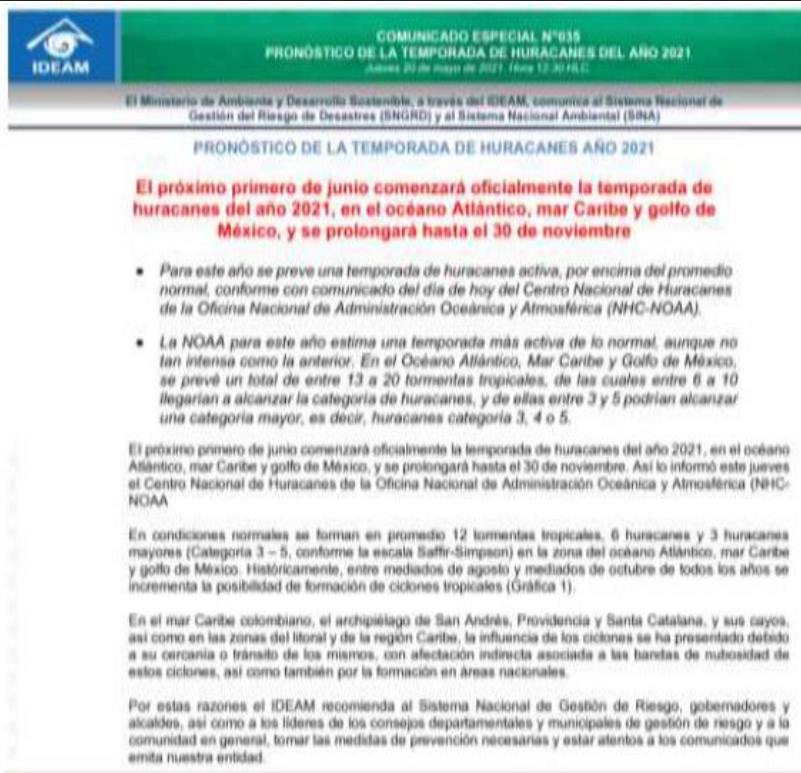 IDEAM
COMUNICADO ESPECIAL N°035
PRONÓSTICO DE LA TEMPORADA DE HURACANES DEL AÑO 2021
Jueves 20 de mayo de 2021. Hora 12:30 HLC
El Ministerio de Ambiente y Desarrollo Sostenible, a través del IDEAM, comunica al Sistema Nacional de
Gestión del Riesgo de Desastres (SNGRD) y al Sistema Nacional Ambiental (SINA)
PRONÓSTICO DE LA TEMPORADA DE HURACANES AÑO 2021
El próximo primero de junio comenzará oficialmente la temporada de
huracanes del año 2021, en el océano Atlántico, mar Caribe y golfo de
México, y se prolongará hasta el 30 de noviembre
• Para este año se preve una temporada de huracanes activa, por encima del promedio
normal, conforme con comunicado del día de hoy del Centro Nacional de Huracanes
de la Oficina Nacional de Administración Oceánica y Atmosférica (NHC-NOAA).
• La NOAA para este año estima una temporada más activa de lo normal, aunque no
tan intensa como la anterior. En el Océano Atlántico, Mar Caribe y Golfo de México,
se prevé un total de entre 13 a 20 tormentas tropicales, de las cuales entre 6 a 10
llegarían a alcanzar la categoría de huracanes, y de ellas entre 3 y 5 podrían alcanzar
una categoría mayor, es decir, huracanes categoría 3, 4 o 5.
El próximo primero de junio comenzará oficialmente la temporada de huracanes del año 2021, en el océano
Atlántico, mar Caribe y golfo de México, y se prolongará hasta el 30 de noviembre. Así lo informó este jueves
el Centro Nacional de Huracanes de la Oficina Nacional de Administración Oceánica y Atmosférica (NHC-
NOAA
En condiciones normales se forman en promedio 12 tormentas tropicales, 6 huracanes y 3 huracanes
mayores (Categoría 3 – 5, conforme la escala Saffir-Simpson) en la zona del océano Atlántico, mar Caribe
y golfo de México. Históricamente, entre mediados de agosto y mediados de octubre de todos los años se
incrementa la posibilidad de formación de ciclones tropicales (Gráfica 1).
En el mar Caribe colombiano, el archipiélago de San Andrés, Providencia y Santa Catalana, y sus cayos,
así como en las zonas del litoral y de la región Caribe, la influencia de los ciclones se ha presentado debido
a su cercanía o tránsito de los mismos, con afectación indirecta asociada a las bandas de nubosidad de
estos ciclones, así como también por la formación en áreas nacionales.
Por estas razones el IDEAM recomienda al Sistema Nacional de Gestión de Riesgo, gobernadores y
alcaldes, así como a los líderes de los consejos departamentales y municipales de gestión de riesgo y a la
comunidad en general, tomar las medidas de prevención necesarias y estar atentos a los comunicados que
emita nuestra entidad.